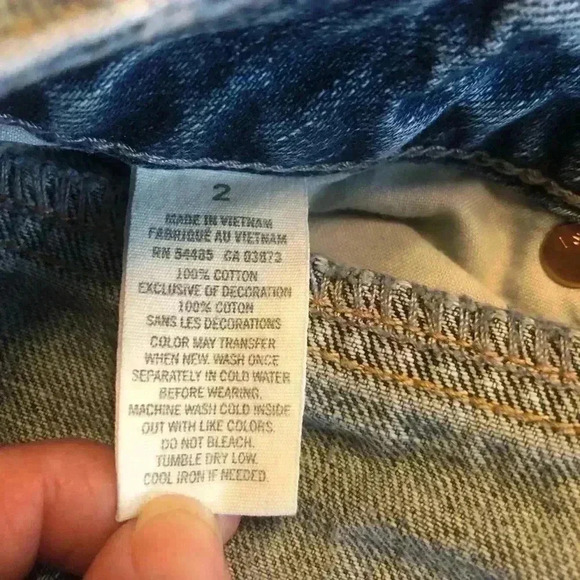 2
MADE IN VIETNAM
FABRIQUÉ AU VIETNAM
RN 54485 CA 03873
100% COTTON
EXCLUSIVE OF DECORATION
100% COTON
SANS LES DÉCORATIONS
COLOR MAY TRANSFER
WHEN NEW. WASH ONCE
SEPARATELY IN COLD WATER
BEFORE WEARING.
MACHINE WASH COLD INSIDE
OUT WITH LIKE COLORS.
DO NOT BLEACH.
TUMBLE DRY LOW.
COOL IRON IF NEEDED.